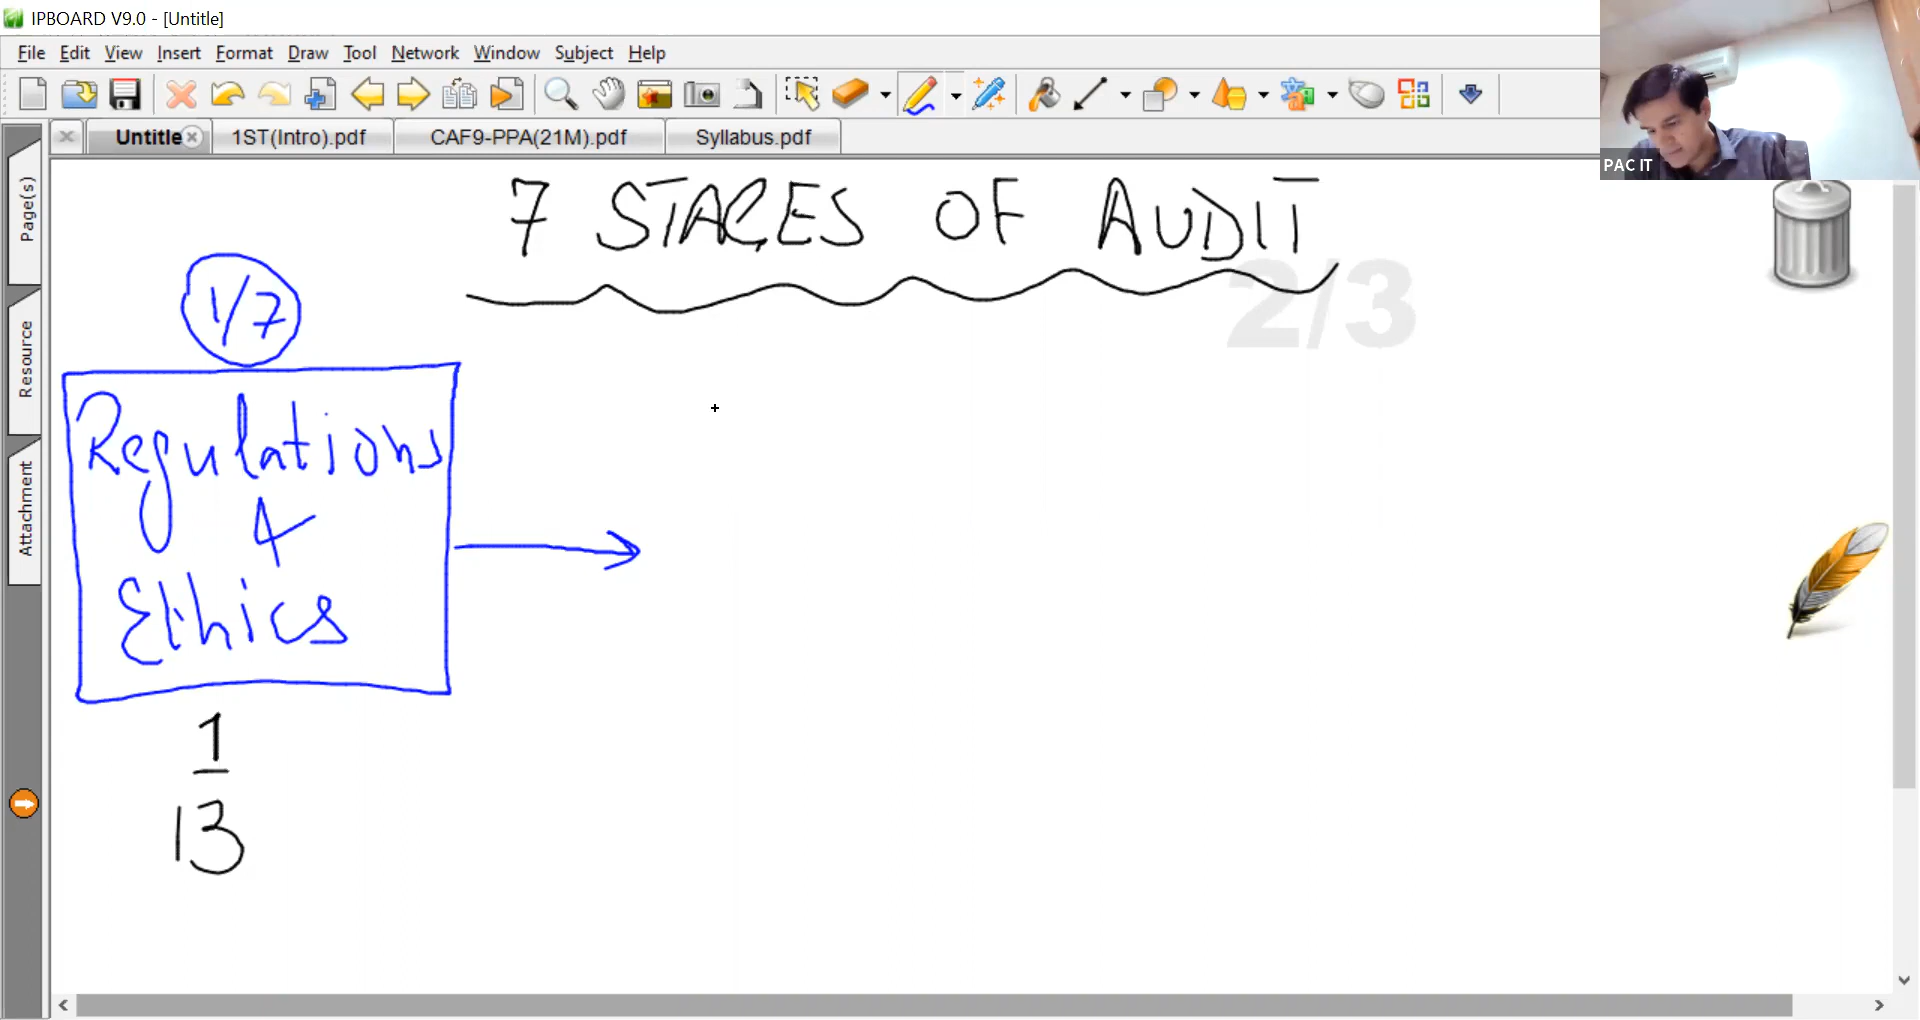 IPBOARD V9.0 - [Untitle]
File Edit View Insert Format Draw Tool Network Window Subject Help
Untitle 1ST(Intro).pdf CAF9-PPA(21M).pdf Syllabus.pdf
PAC IT
Page(s)
Resource
Attachment
7 STAGES OF AUDIT
2/3
1/7
Regulations
&
Ethics
1
13